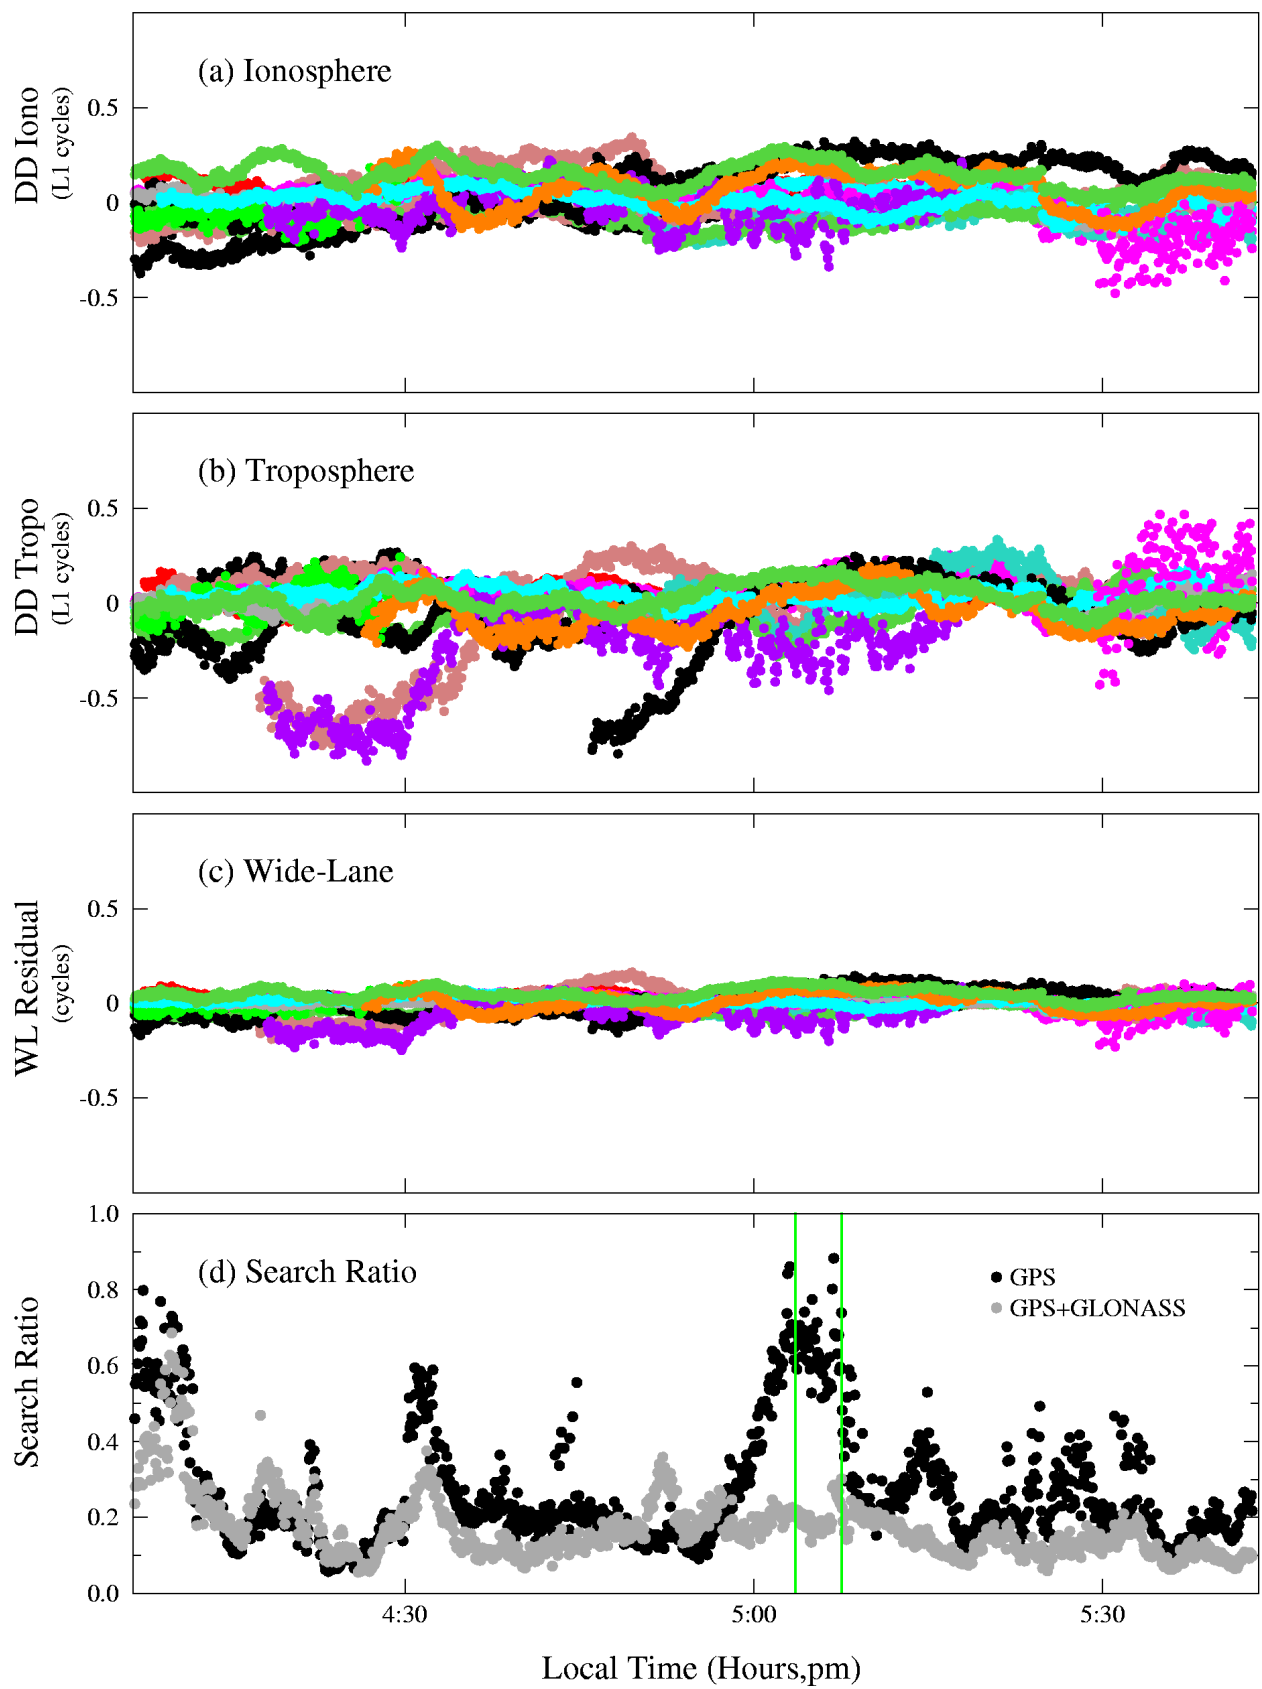 (a) Ionosphere
DD Iono
(L1 cycles)
0.5
0
-0.5
(b) Troposphere
DD Tropo
(L1 cycles)
0.5
0
-0.5
(c) Wide-Lane
WL Residual
(cycles)
0.5
0
-0.5
(d) Search Ratio
Search Ratio
1.0
0.8
0.6
0.4
0.2
0.0
GPS
GPS+GLONASS
4:30
5:00
5:30
Local Time (Hours,pm)